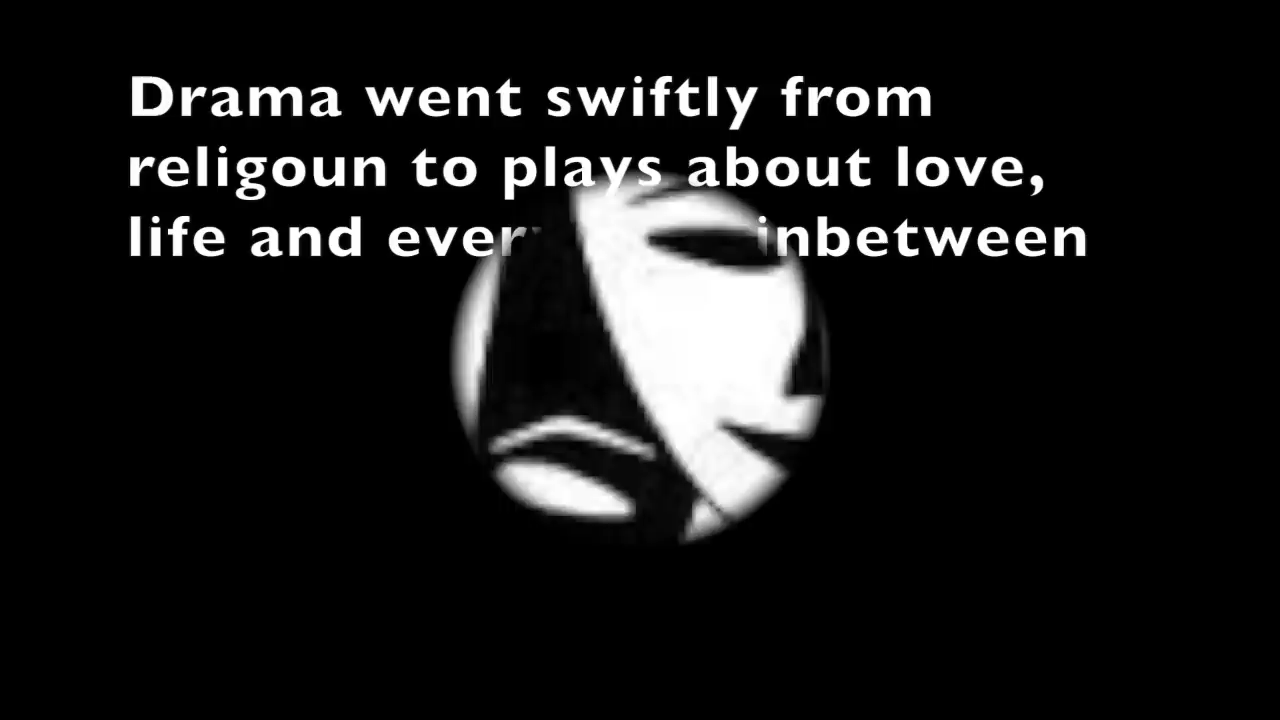 Drama went swiftly from
religoun to plays about love,
life and inbetween